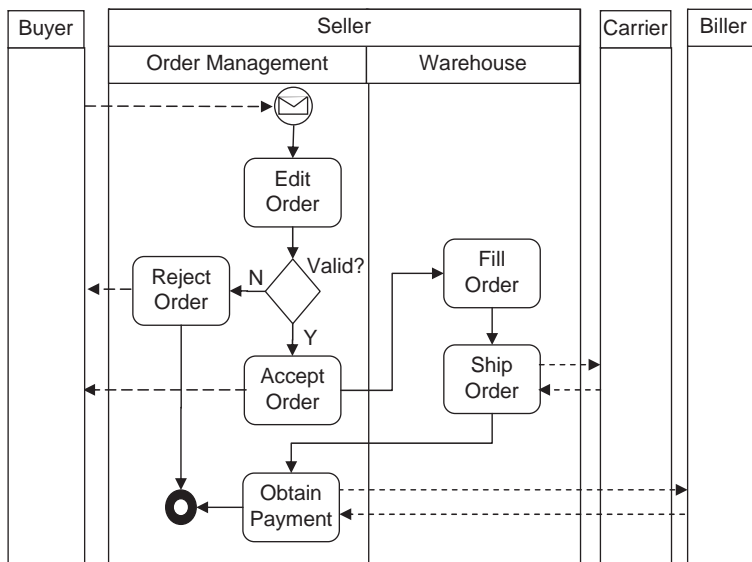 Buyer
Seller
Carrier
Biller
Order Management
Warehouse
Edit
Order
Valid?
N
Y
Reject
Order
Fill
Order
Accept
Order
Ship
Order
Obtain
Payment